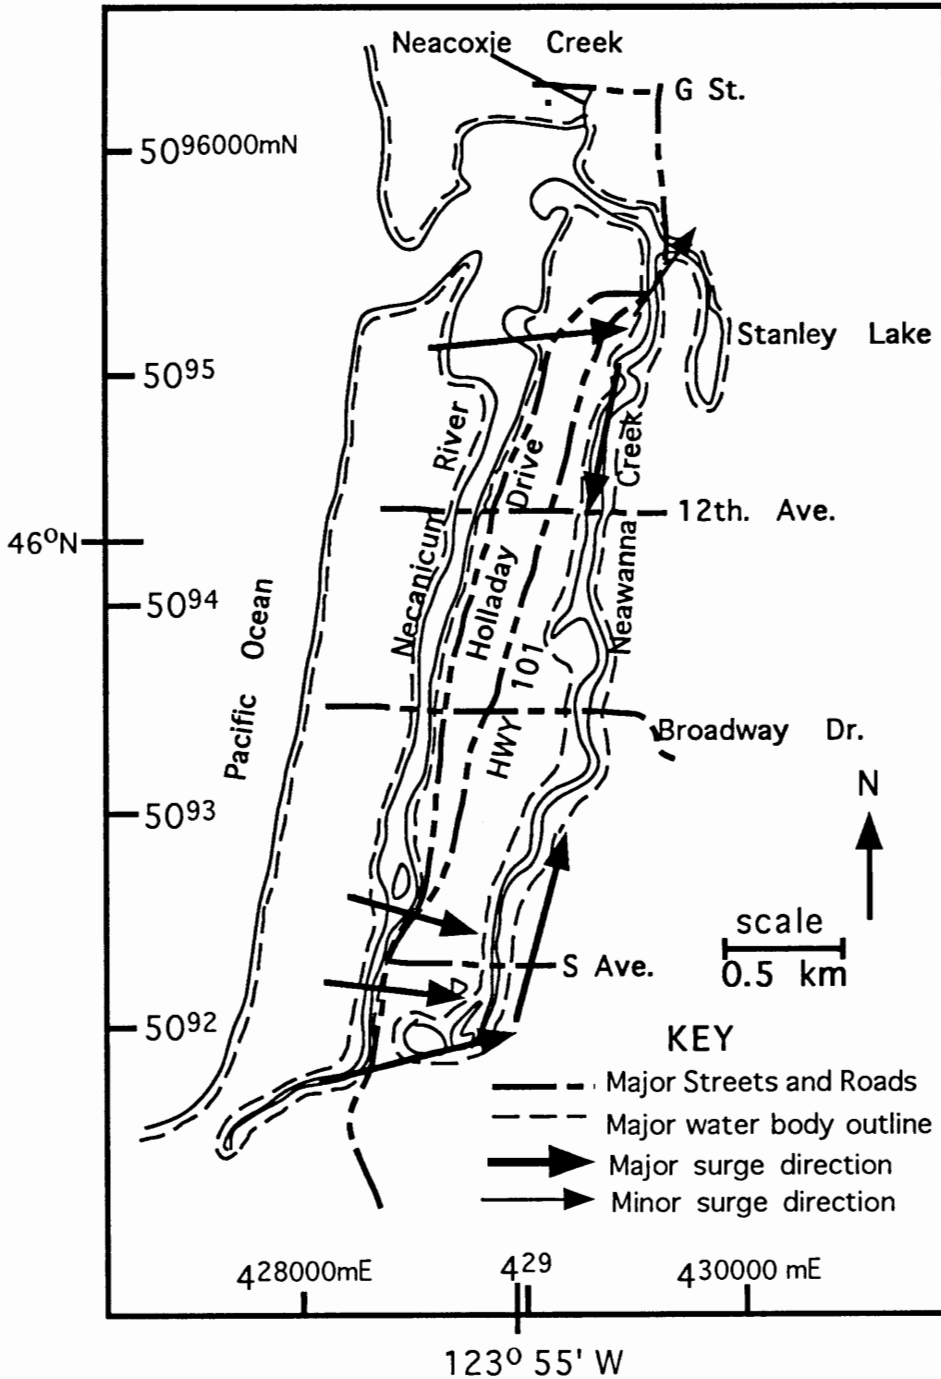 Neacoxie Creek
G St.
5096000mN
Stanley Lake
5095
River
Drive
Creek
12th. Ave.
46°N
Necanicum
Holladay
Neawanna
5094
Pacific Ocean
HWY 101
Broadway Dr.
N
5093
scale
0.5 km
S Ave.
5092
KEY
Major Streets and Roads
Major water body outline
Major surge direction
Minor surge direction
428000mE
429
430000 mE
123° 55' W